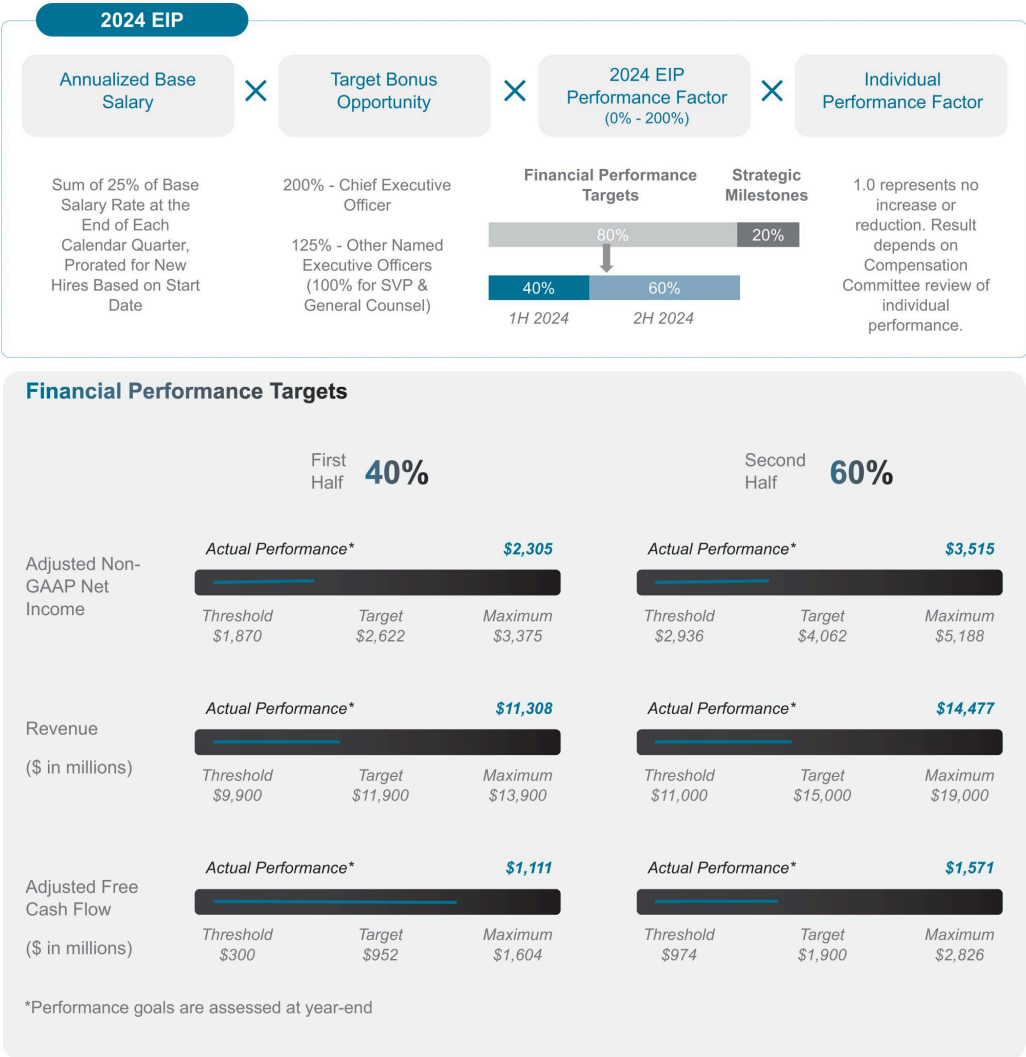 2024 EIP
Annualized Base
Salary
×
Target Bonus
Opportunity
×
2024 EIP
Performance Factor
(0% - 200%)
×
Individual
Performance Factor
Sum of 25% of Base
Salary Rate at the
End of Each
Calendar Quarter,
Prorated for New
Hires Based on Start
Date
200% - Chief Executive
Officer
125% - Other Named
Executive Officers
(100% for SVP &
General Counsel)
Financial Performance
Targets
Strategic
Milestones
80%
20%
40%
60%
1H 2024
2H 2024
1.0 represents no
increase or
reduction. Result
depends on
Compensation
Committee review of
individual
performance.
Financial Performance Targets
First
Half
40%
Second
Half
60%
Adjusted Non-
GAAP Net
Income
Actual Performance* $2,305
Threshold Target Maximum
$1,870 $2,622 $3,375
Actual Performance* $3,515
Threshold Target Maximum
$2,936 $4,062 $5,188
Revenue
($ in millions)
Actual Performance* $11,308
Threshold Target Maximum
$9,900 $11,900 $13,900
Actual Performance* $14,477
Threshold Target Maximum
$11,000 $15,000 $19,000
Adjusted Free
Cash Flow
($ in millions)
Actual Performance* $1,111
Threshold Target Maximum
$300 $952 $1,604
Actual Performance* $1,571
Threshold Target Maximum
$974 $1,900 $2,826
*Performance goals are assessed at year-end